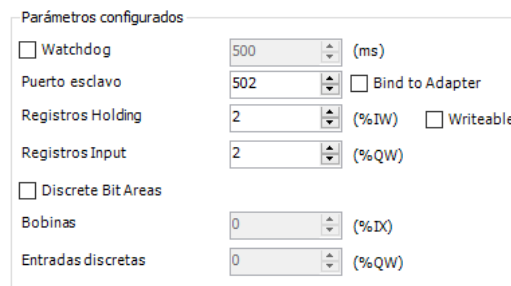 Parámetros configurados
Watchdog 500 (ms)
Puerto esclavo 502 Bind to Adapter
Registros Holding 2 (%IW) Writeable
Registros Input 2 (%QW)
Discrete Bit Areas
Bobinas 0 (%IX)
Entradas discretas 0 (%QW)